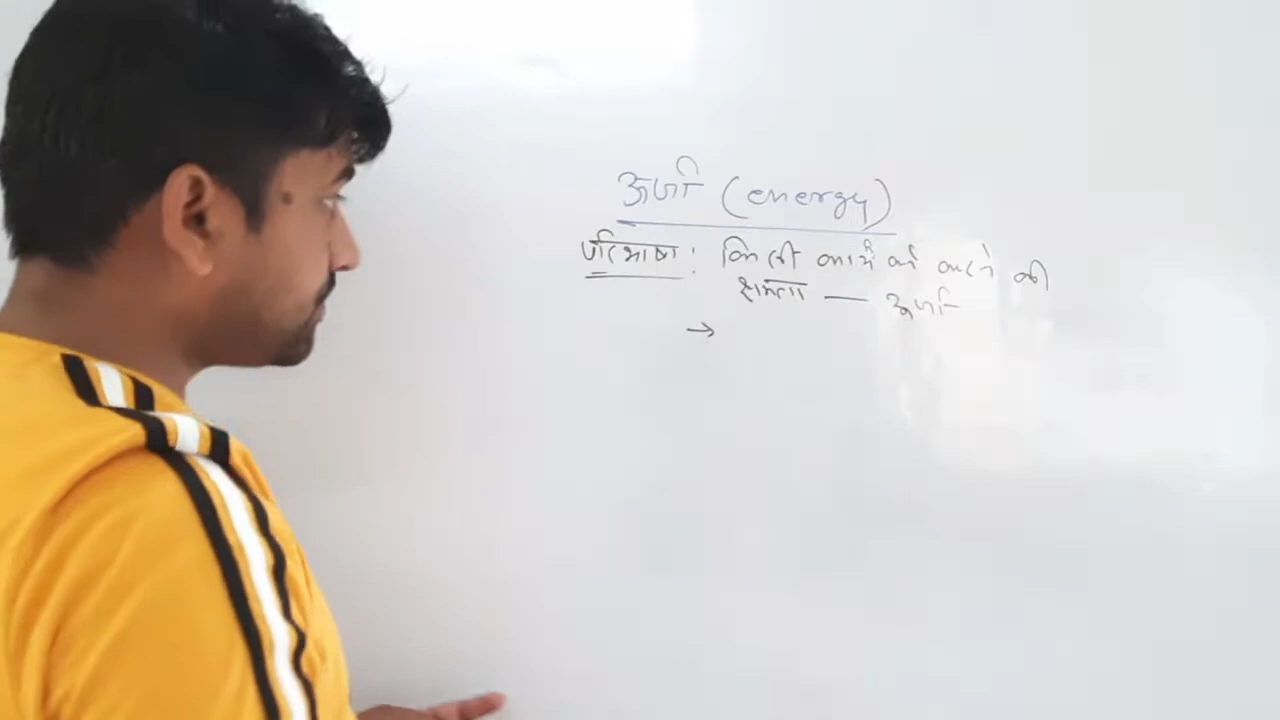 ऊर्जा (energy)
परिभाषा : किसी कार्य को करने की
क्षमता — ऊर्जा
→